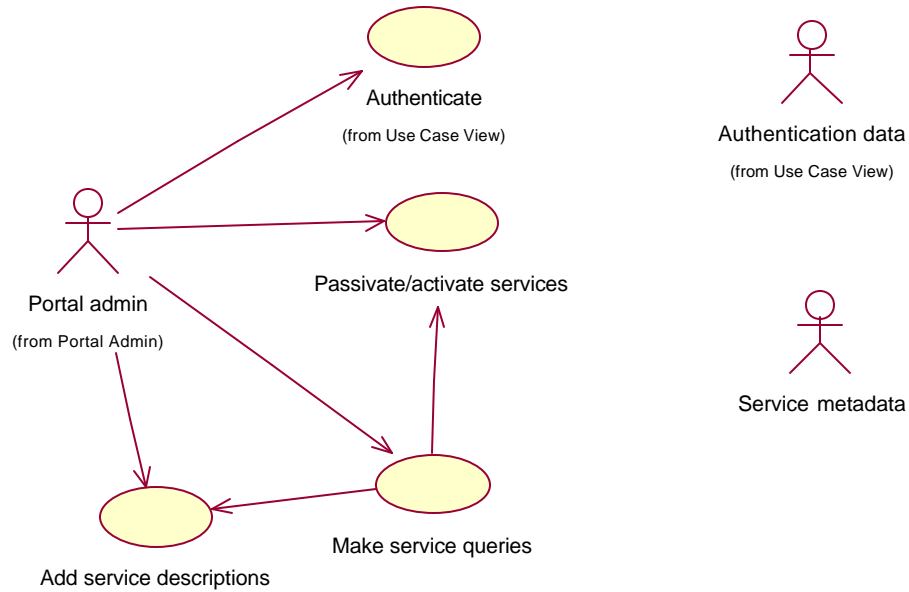 Authenticate
(from Use Case View)
Authentication data
(from Use Case View)
Passivate/activate services
Portal admin
(from Portal Admin)
Service metadata
Make service queries
Add service descriptions